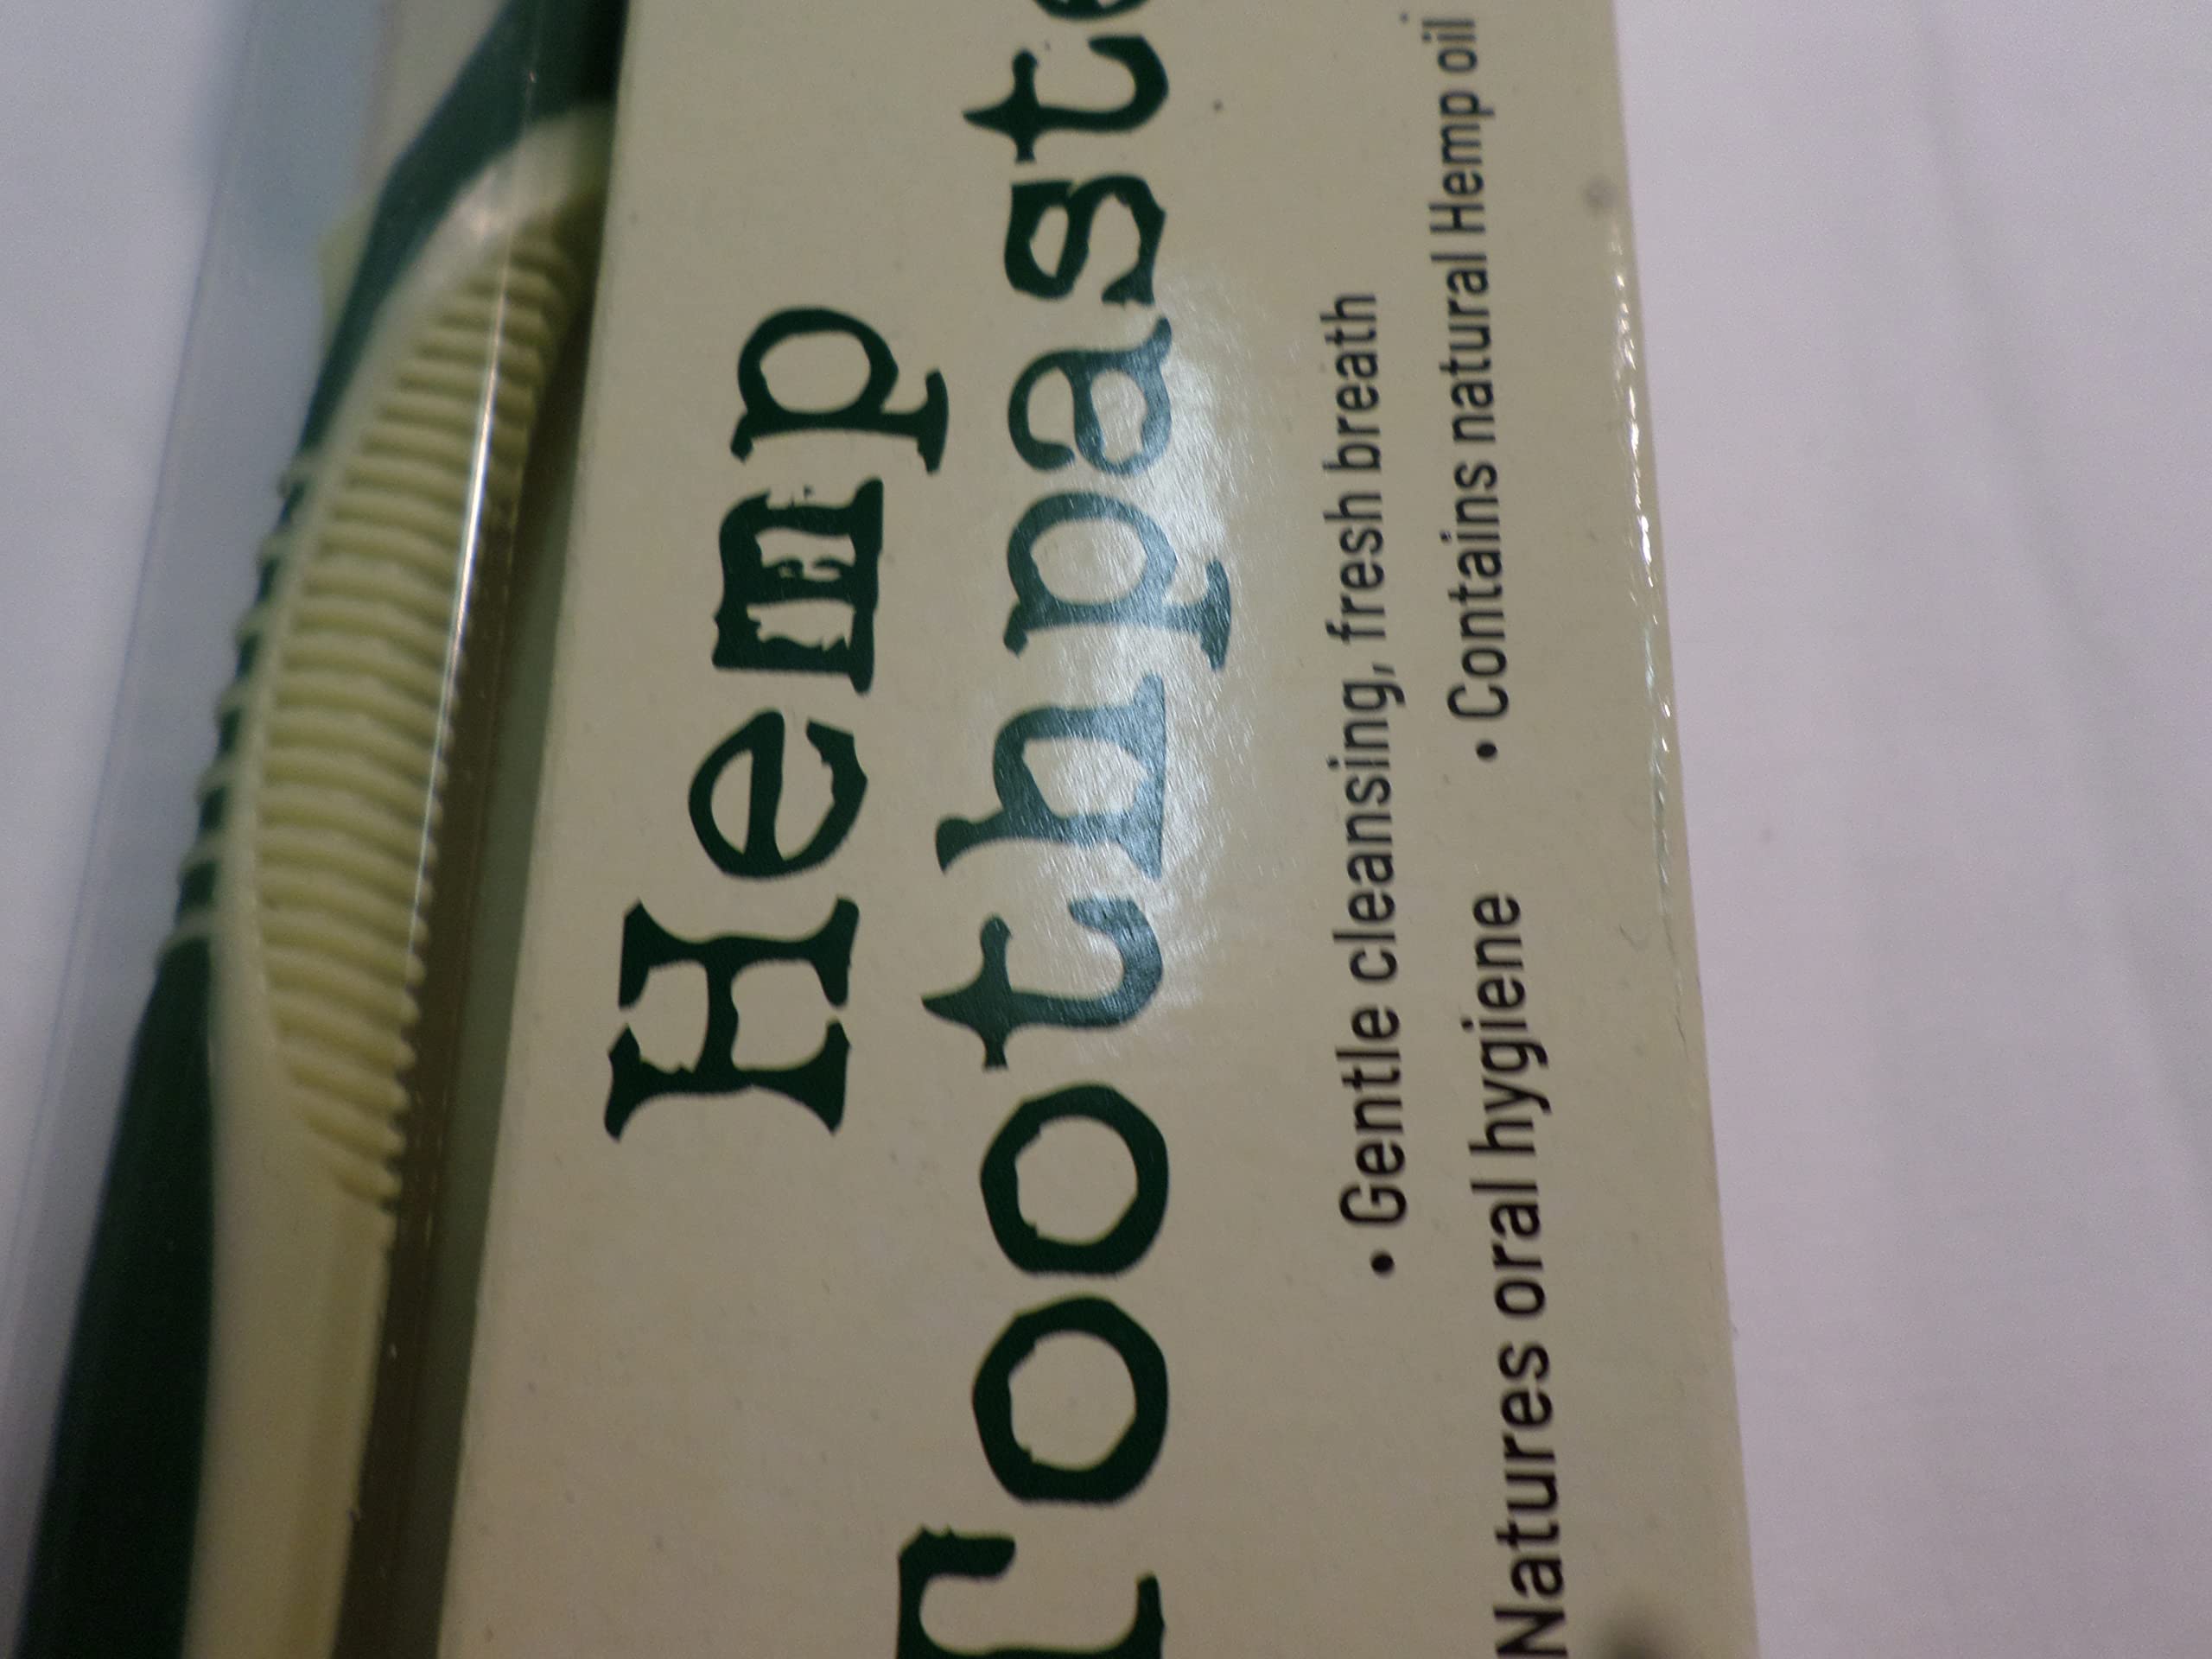 Hemp
Toothpaste
• Gentle cleansing, fresh breath
Natures oral hygiene • Contains natural Hemp oil